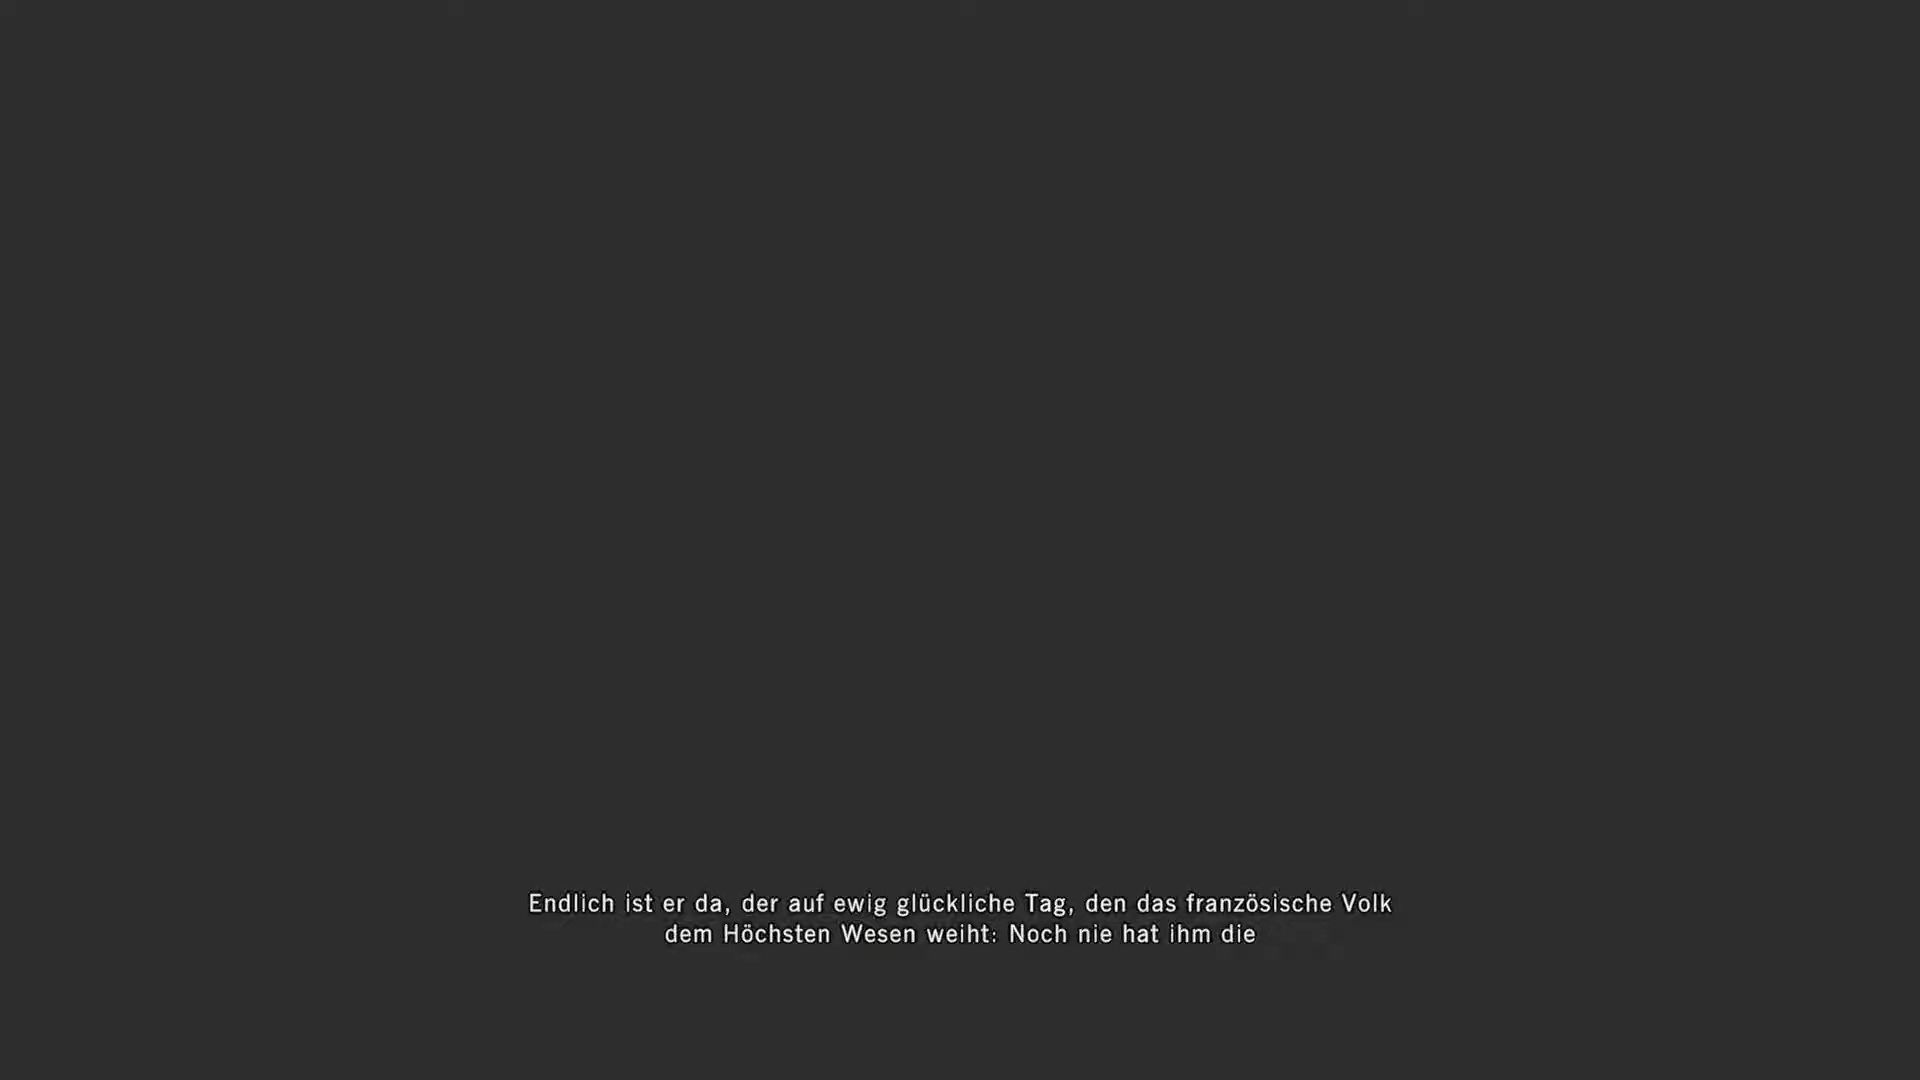 Endlich ist er da, der auf ewig glückliche Tag, den das französische Volk
dem Höchsten Wesen weiht: Noch nie hat ihm die